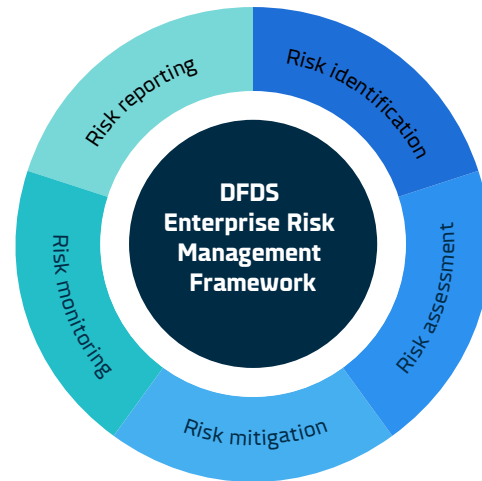 DFDS
Enterprise Risk
Management
Framework
Risk identification
Risk assessment
Risk mitigation
Risk monitoring
Risk reporting